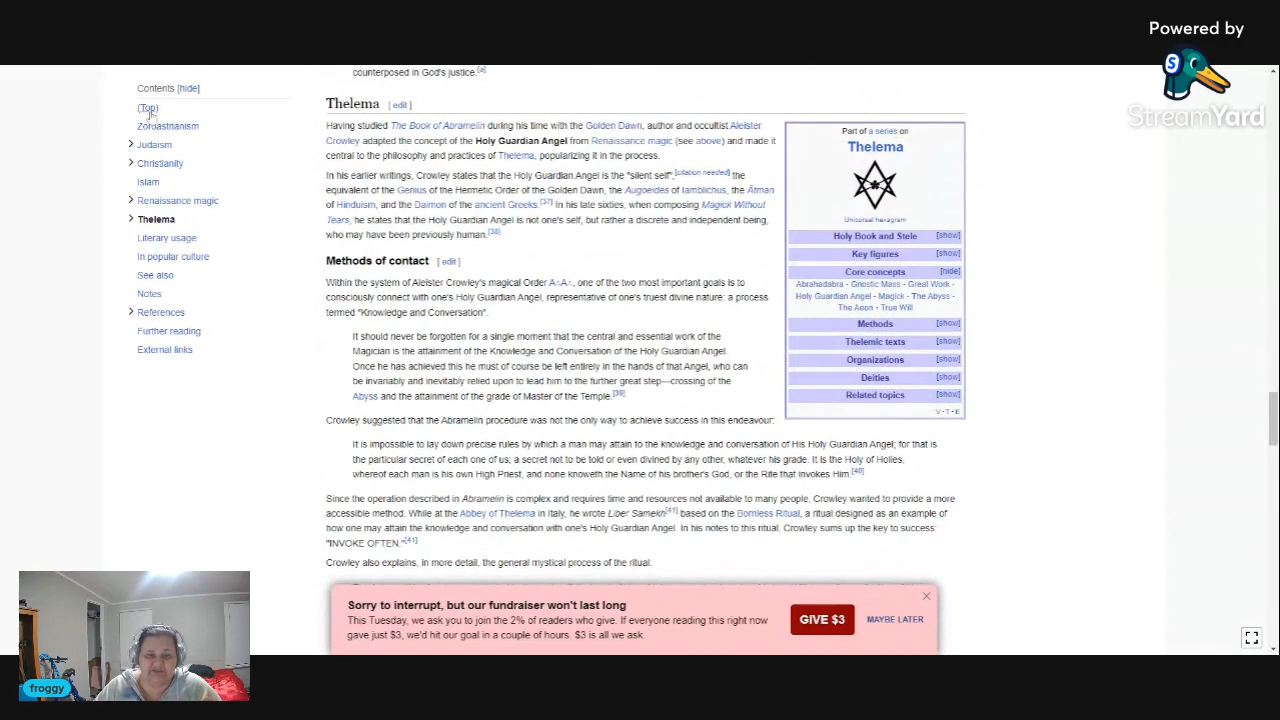 Powered by
S
StreamYard
Contents [hide]
(Top)
Zoroastrianism
Judaism
Christianity
Islam
Renaissance magic
Thelema
Literary usage
In popular culture
See also
Notes
References
Further reading
External links
counterposed in God's justice.[e]
Thelema [ edit ]
Having studied The Book of Abramelin during his time with the Golden Dawn, author and occultist Aleister
Crowley adapted the concept of the Holy Guardian Angel from Renaissance magic (see above) and made it
central to the philosophy and practices of Thelema, popularizing it in the process.
In his earlier writings, Crowley states that the Holy Guardian Angel is the "silent self",[citation needed] the
equivalent of the Genius of the Hermetic Order of the Golden Dawn, the Augoeides of Iamblichus, the Ātman
of Hinduism, and the Daimon of the ancient Greeks.[37] In his late sixties, when composing Magick Without
Tears, he states that the Holy Guardian Angel is not one's self, but rather a discrete and independent being,
who may have been previously human.[38]
Methods of contact [ edit ]
Within the system of Aleister Crowley's magical Order A∴A∴, one of the two most important goals is to
consciously connect with one's Holy Guardian Angel, representative of one's truest divine nature: a process
termed "Knowledge and Conversation".
It should never be forgotten for a single moment that the central and essential work of the
Magician is the attainment of the Knowledge and Conversation of the Holy Guardian Angel.
Once he has achieved this he must of course be left entirely in the hands of that Angel, who can
be invariably and inevitably relied upon to lead him to the further great step—crossing of the
Abyss and the attainment of the grade of Master of the Temple.[39]
Crowley suggested that the Abramelin procedure was not the only way to achieve success in this endeavour:
It is impossible to lay down precise rules by which a man may attain to the knowledge and conversation of His Holy Guardian Angel; for that is
the particular secret of each one of us; a secret not to be told or even divined by any other, whatever his grade. It is the Holy of Holies,
whereof each man is his own High Priest, and none knoweth the Name of his brother's God, or the Rite that invokes Him.[40]
Since the operation described in Abramelin is complex and requires time and resources not available to many people, Crowley wanted to provide a more
accessible method. While at the Abbey of Thelema in Italy, he wrote Liber Samekh[41] based on the Bornless Ritual, a ritual designed as an example of
how one may attain the knowledge and conversation with one's Holy Guardian Angel. In his notes to this ritual, Crowley sums up the key to success:
"INVOKE OFTEN."[41]
Crowley also explains, in more detail, the general mystical process of the ritual:
Part of a series on
Thelema
Unicursal hexagram
Holy Book and Stele [show]
Key figures [show]
Core concepts [hide]
Abrahadabra · Gnostic Mass · Great Work ·
Holy Guardian Angel · Magick · The Abyss ·
The Aeon · True Will
Methods [show]
Thelemic texts [show]
Organizations [show]
Deities [show]
Related topics [show]
V · T · E
Sorry to interrupt, but our fundraiser won't last long
This Tuesday, we ask you to join the 2% of readers who give. If everyone reading this right now
gave just $3, we'd hit our goal in a couple of hours. $3 is all we ask.
GIVE $3
MAYBE LATER
froggy